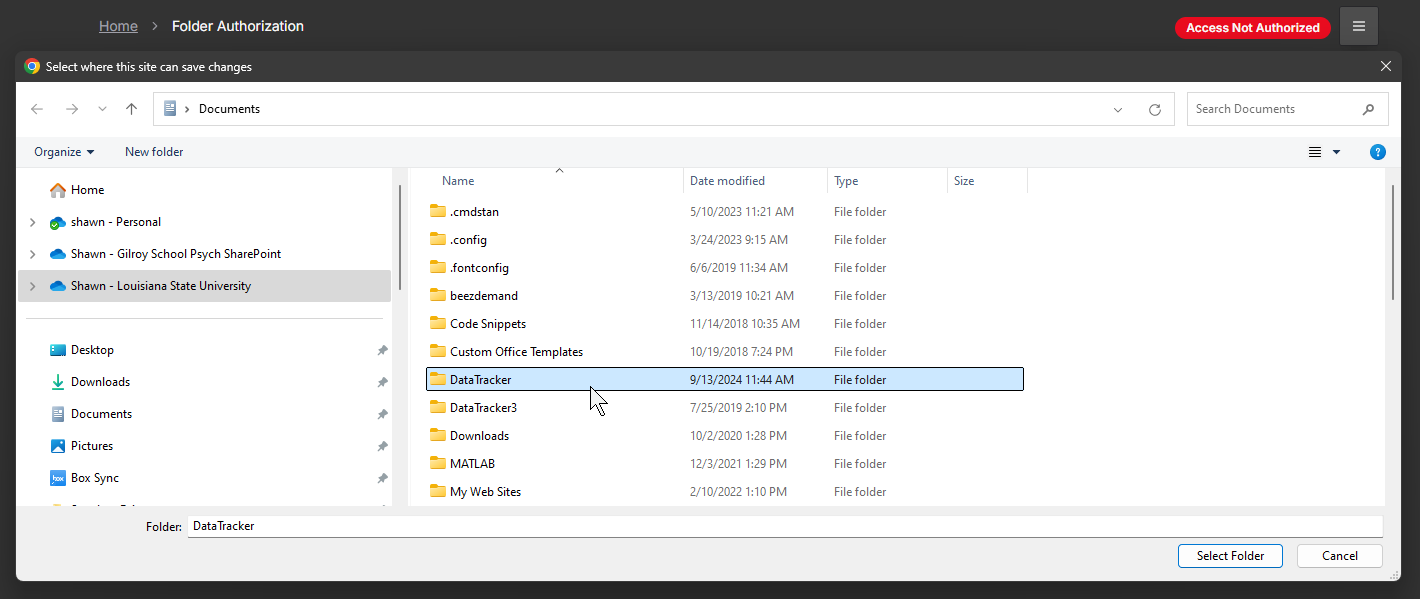 Home > Folder Authorization
Access Not Authorized
Select where this site can save changes
Documents
Search Documents
Organize
New folder
?
Home
shawn - Personal
Shawn - Gilroy School Psych SharePoint
Shawn - Louisiana State University
Desktop
Downloads
Documents
Pictures
box Box Sync
Name Date modified Type Size
.cmdstan 5/10/2023 11:21 AM File folder
.config 3/24/2023 9:15 AM File folder
.fontconfig 6/6/2019 11:34 AM File folder
beezdemand 3/13/2019 10:21 AM File folder
Code Snippets 11/14/2018 10:35 AM File folder
Custom Office Templates 10/19/2018 7:24 PM File folder
DataTracker 9/13/2024 11:44 AM File folder
DataTracker3 7/25/2019 2:10 PM File folder
Downloads 10/2/2020 1:28 PM File folder
MATLAB 12/3/2021 1:29 PM File folder
My Web Sites 2/10/2022 1:10 PM File folder
Folder: DataTracker
Select Folder
Cancel